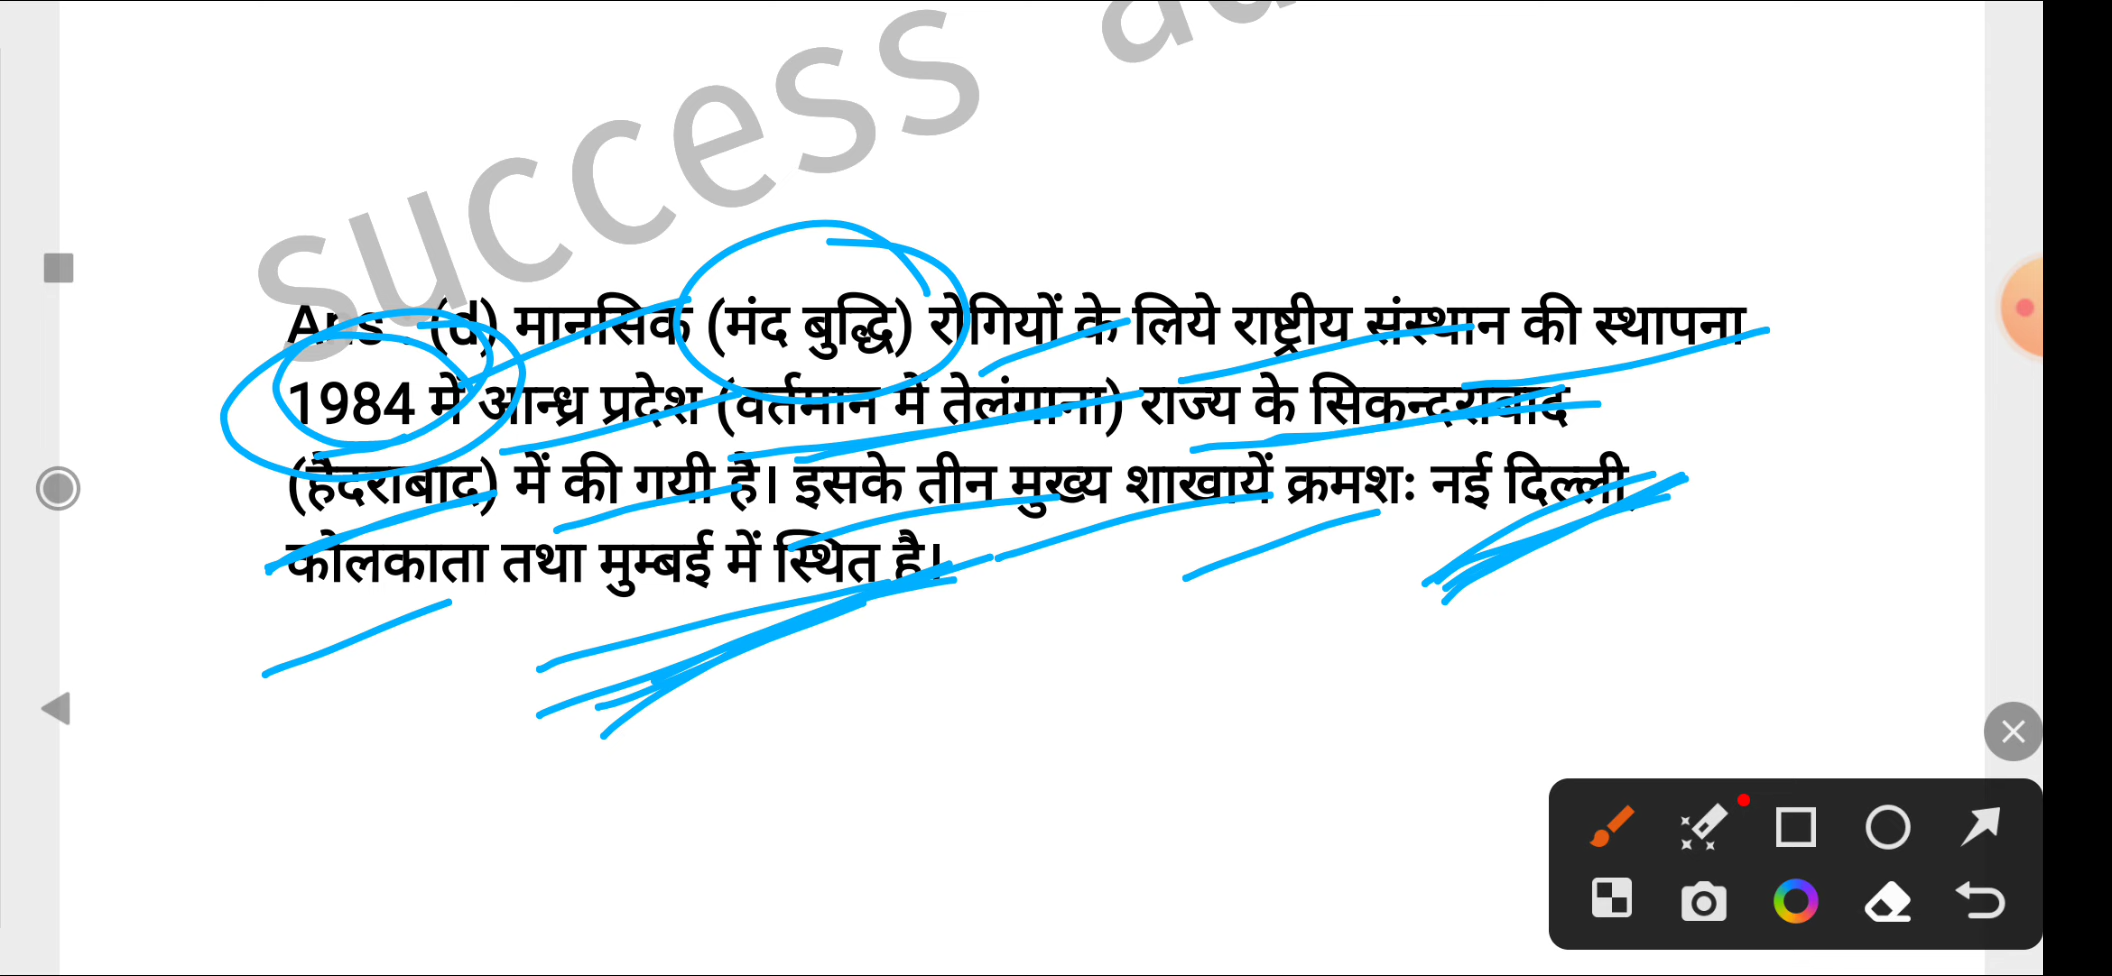 success
Ans : (d) मानसिक (मंद बुद्धि) रोगियों के लिये राष्ट्रीय संस्थान की स्थापना
1984 में आन्ध्र प्रदेश (वर्तमान में तेलंगाना) राज्य के सिकन्दराबाद
(हैदराबाद) में की गयी है। इसके तीन मुख्य शाखायें क्रमशः नई दिल्ली,
कोलकाता तथा मुम्बई में स्थित है।